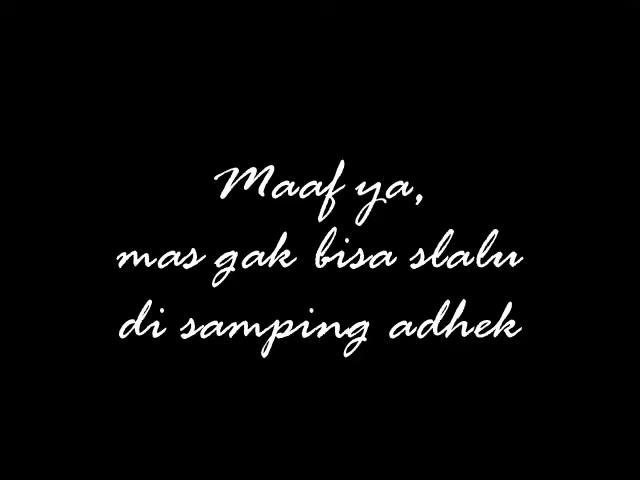 Maaf ya,
mas gak bisa slalu
di samping adhek